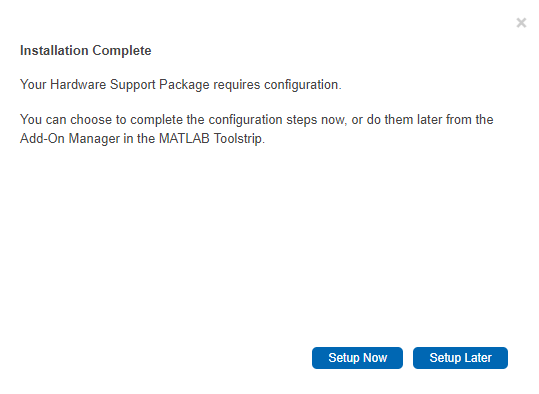 Installation Complete
Your Hardware Support Package requires configuration.
You can choose to complete the configuration steps now, or do them later from the
Add-On Manager in the MATLAB Toolstrip.
Setup Now
Setup Later